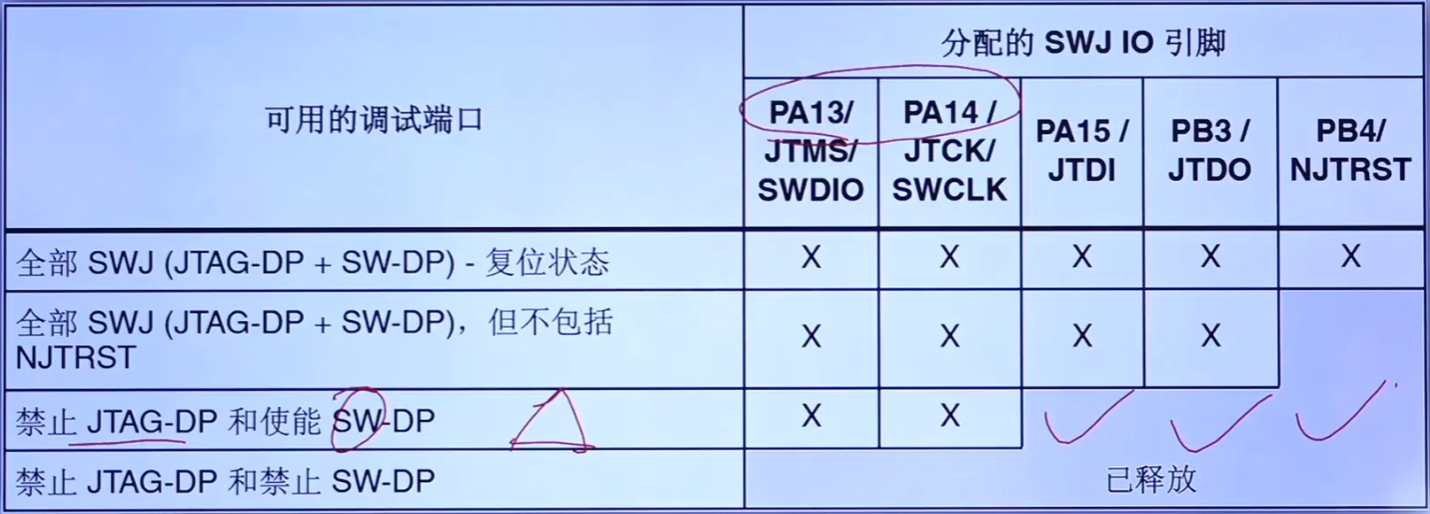 可用的调试端口
分配的 SWJ IO 引脚
PA13/
JTMS/
SWDIO
PA14 /
JTCK/
SWCLK
PA15 /
JTDI
PB3 /
JTDO
PB4/
NJTRST
全部 SWJ (JTAG-DP + SW-DP) - 复位状态
X X X X X
全部 SWJ (JTAG-DP + SW-DP)，但不包括
NJTRST
X X X X
禁止 JTAG-DP 和使能 SW-DP
X X
禁止 JTAG-DP 和禁止 SW-DP
已释放